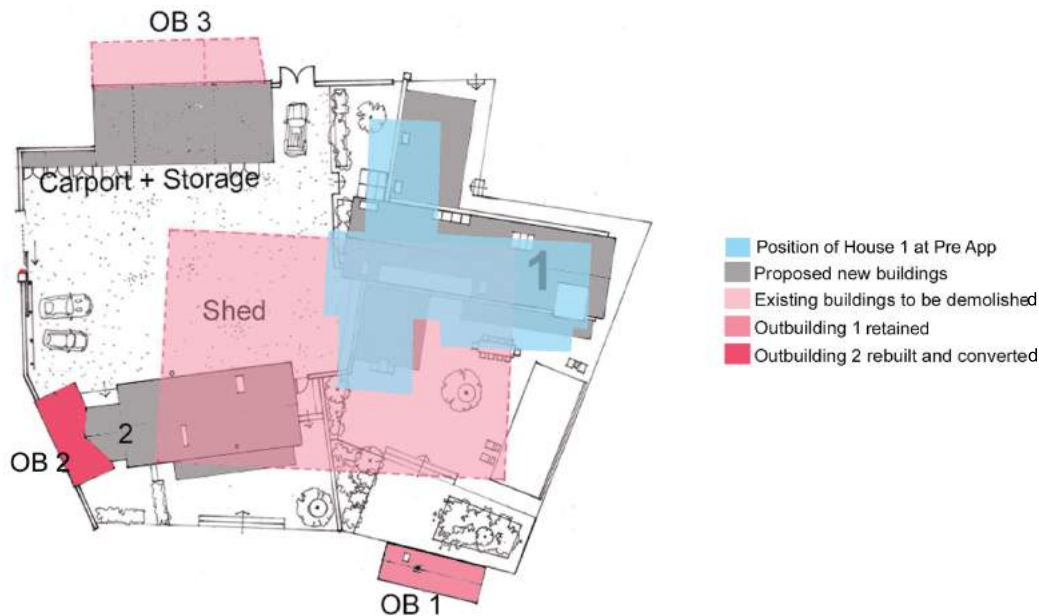 OB 3
Carport + Storage
1
Shed
2
OB 2
OB 1
Position of House 1 at Pre App
Proposed new buildings
Existing buildings to be demolished
Outbuilding 1 retained
Outbuilding 2 rebuilt and converted